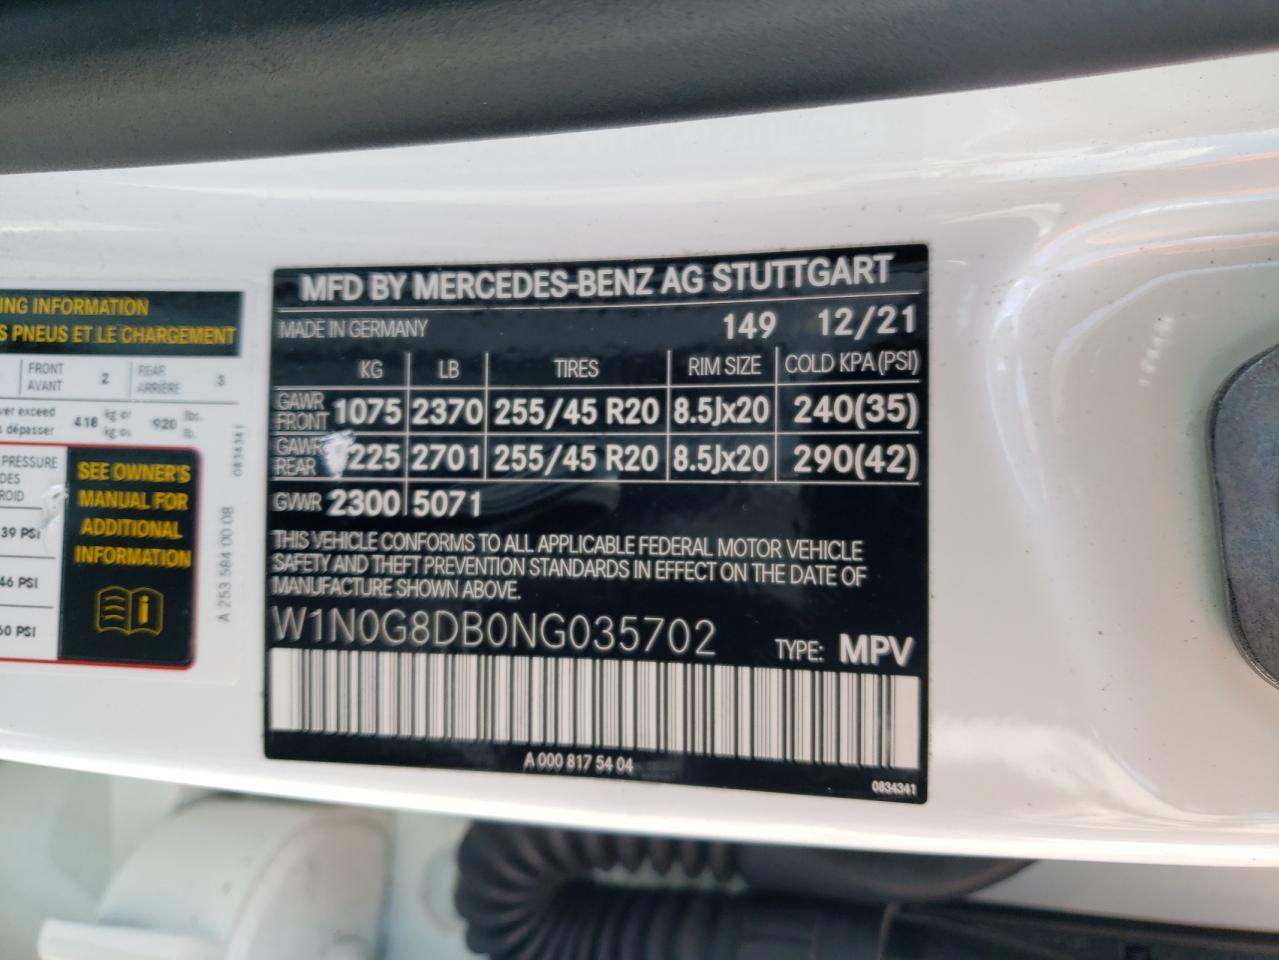 ING INFORMATION
S PNEUS ET LE CHARGEMENT
FRONT
AVANT
2
REAR
ARRIÈRE
3
ver exceed
s dépasser
418
kg or
kg ou
920
lbs.
lb.
PRESSURE
DES
ROID
39 PSI
46 PSI
60 PSI
SEE OWNER'S
MANUAL FOR
ADDITIONAL
INFORMATION
0834341
A 253 584 00 08
MFD BY MERCEDES-BENZ AG STUTTGART
MADE IN GERMANY 149 12/21
KG LB TIRES RIM SIZE COLD KPA(PSI)
GAWR FRONT 1075 2370 255/45 R20 8.5Jx20 240(35)
GAWR REAR 225 2701 255/45 R20 8.5Jx20 290(42)
GWR 2300 5071
THIS VEHICLE CONFORMS TO ALL APPLICABLE FEDERAL MOTOR VEHICLE
SAFETY AND THEFT PREVENTION STANDARDS IN EFFECT ON THE DATE OF
MANUFACTURE SHOWN ABOVE.
W1N0G8DB0NG035702 TYPE: MPV
A 000 817 54 04
0834341